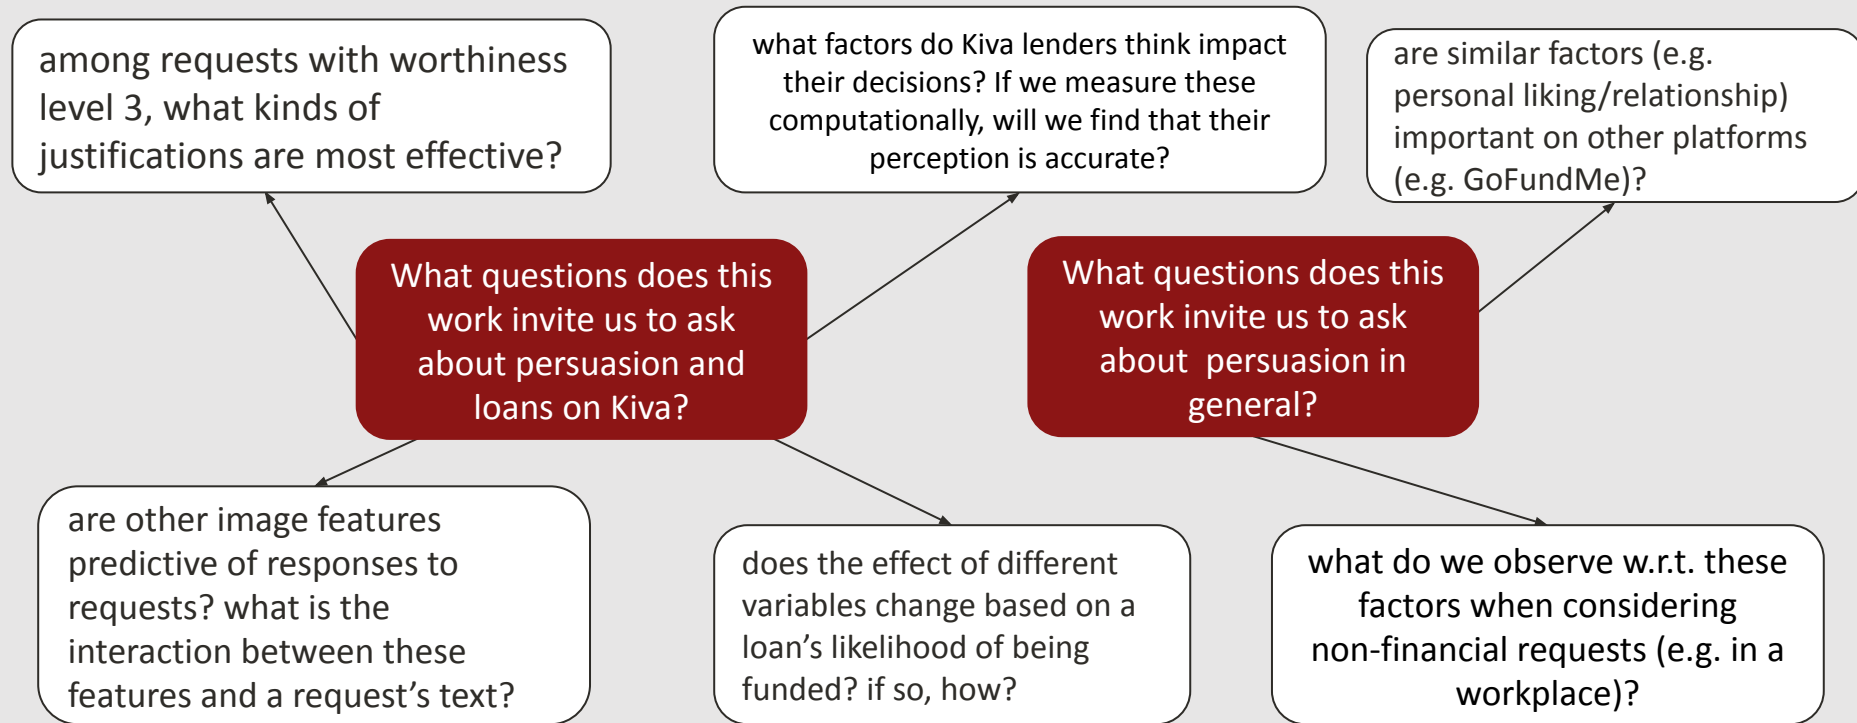 among requests with worthiness
level 3, what kinds of
justifications are most effective?
what factors do Kiva lenders think impact
their decisions? If we measure these
computationally, will we find that their
perception is accurate?
are similar factors (e.g.
personal liking/relationship)
important on other platforms
(e.g. GoFundMe)?
What questions does this
work invite us to ask
about persuasion and
loans on Kiva?
What questions does this
work invite us to ask
about  persuasion in
general?
are other image features
predictive of responses to
requests? what is the
interaction between these
features and a request’s text?
does the effect of different
variables change based on a
loan’s likelihood of being
funded? if so, how?
what do we observe w.r.t. these
factors when considering
non-financial requests (e.g. in a
workplace)?